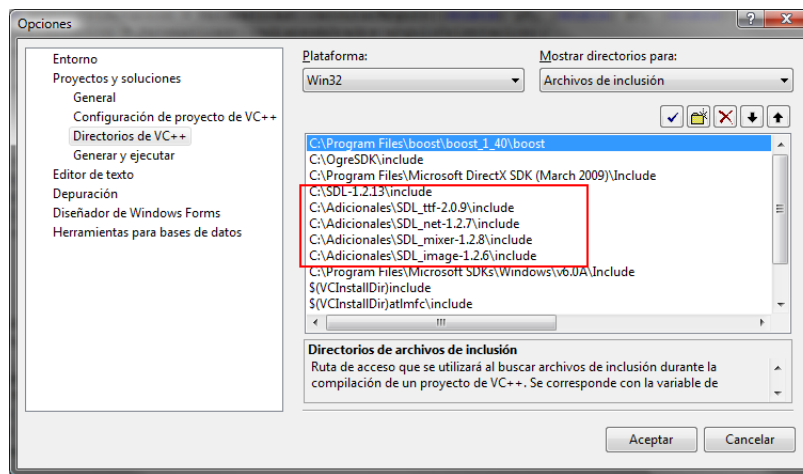 Opciones
Entorno
Proyectos y soluciones
General
Configuración de proyecto de VC++
Directorios de VC++
Generar y ejecutar
Editor de texto
Depuración
Diseñador de Windows Forms
Herramientas para bases de datos
Plataforma:
Mostrar directorios para:
Win32
Archivos de inclusión
C:\Program Files\boost\boost_1_40\boost
C:\OgreSDK\include
C:\Program Files\Microsoft DirectX SDK (March 2009)\Include
C:\SDL-1.2.13\include
C:\Adicionales\SDL_ttf-2.0.9\include
C:\Adicionales\SDL_net-1.2.7\include
C:\Adicionales\SDL_mixer-1.2.8\include
C:\Adicionales\SDL_image-1.2.6\include
C:\Program Files\Microsoft SDKs\Windows\v6.0A\Include
$(VCInstallDir)include
$(VCInstallDir)atlmfc\include
Directorios de archivos de inclusión
Ruta de acceso que se utilizará al buscar archivos de inclusión durante la
compilación de un proyecto de VC++. Se corresponde con la variable de
Aceptar
Cancelar